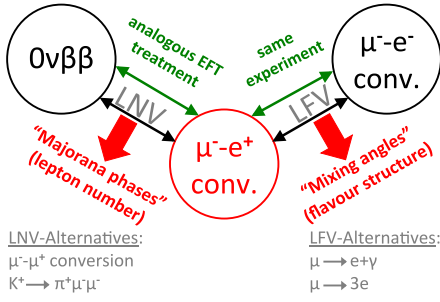 0νββ
analogous EFT
treatment
same
experiment
μ⁻-e⁻
conv.
LNV
LFV
μ⁻-e⁺
conv.
"Majorana phases"
(lepton number)
"Mixing angles"
(flavour structure)
LNV-Alternatives:
μ⁻-μ⁺ conversion
K⁺→ π⁺μ⁻μ⁻
LFV-Alternatives:
μ→e+γ
μ→3e